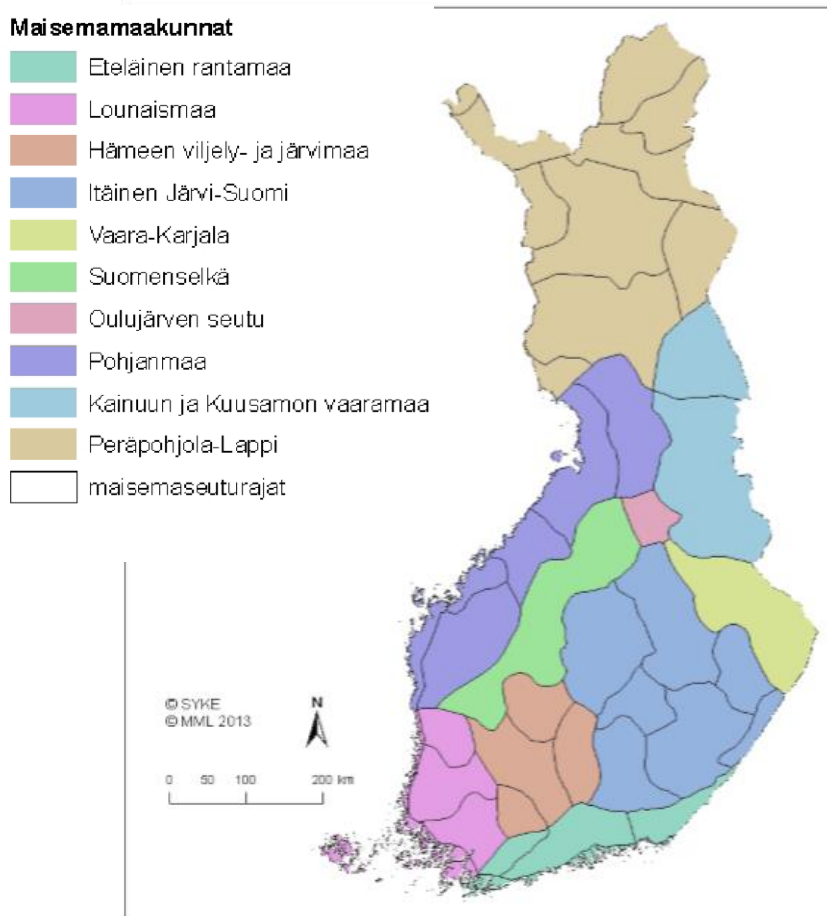 Maisemamaakunnat
Eteläinen rantamaa
Lounaismaa
Hämeen viljely- ja järvimaa
Itäinen Järvi-Suomi
Vaara-Karjala
Suomenselkä
Oulujärven seutu
Pohjanmaa
Kainuun ja Kuusamon vaaramaa
Peräpohjola-Lappi
maisemaseuturajat
© SYKE
© MML 2013
N
0 50 100 200 km